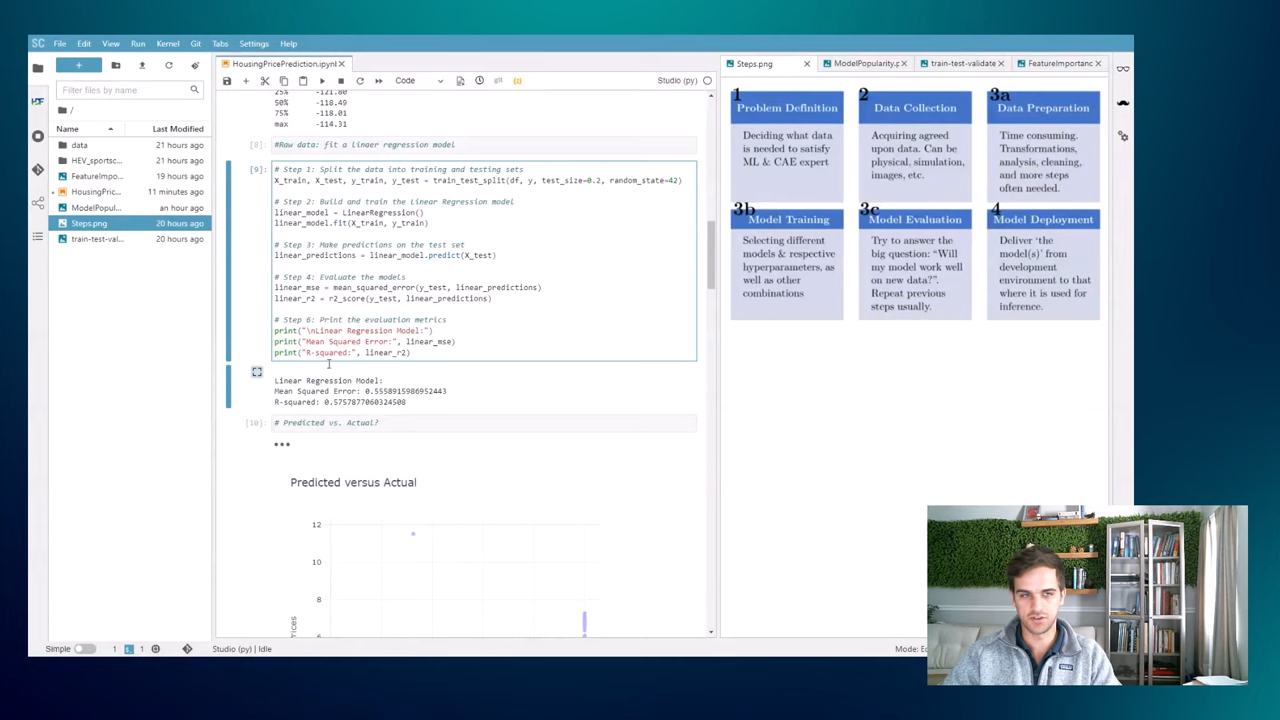 SC File Edit View Run Kernel Git Tabs Settings Help
Filter files by name
/
Name Last Modified
data 21 hours ago
HEV_sportsc... 21 hours ago
FeatureImpo... 19 hours ago
HousingPric... 11 minutes ago
ModelPopul... an hour ago
Steps.png 20 hours ago
train-test-val... 20 hours ago
HousingPricePrediction.ipynl
Code
git
Studio (py)
50% -121.80
75% -118.49
max -118.01
-114.31
[8]: #Raw data: fit a linaer regression model
[9]: # Step 1: Split the data into training and testing sets
X_train, X_test, y_train, y_test = train_test_split(df, y, test_size=0.2, random_state=42)
# Step 2: Build and train the Linear Regression model
linear_model = LinearRegression()
linear_model.fit(X_train, y_train)
# Step 3: Make predictions on the test set
linear_predictions = linear_model.predict(X_test)
# Step 4: Evaluate the models
linear_mse = mean_squared_error(y_test, linear_predictions)
linear_r2 = r2_score(y_test, linear_predictions)
# Step 6: Print the evaluation metrics
print("\nLinear Regression Model:")
print("Mean Squared Error:", linear_mse)
print("R-squared:", linear_r2)
Linear Regression Model:
Mean Squared Error: 0.5558915986952443
R-squared: 0.5757877060324508
[10]: # Predicted vs. Actual?
Predicted versus Actual
12
10
8
Steps.png
ModelPopularity.p
train-test-validate
FeatureImportanc
1
Problem Definition
Deciding what data
is needed to satisfy
ML & CAE expert
2
Data Collection
Acquiring agreed
upon data. Can be
physical, simulation,
images, etc.
3a
Data Preparation
Time consuming.
Transformations,
analysis, cleaning,
and more steps
often needed.
3b
Model Training
Selecting different
models & respective
hyperparameters, as
well as other
combinations
3c
Model Evaluation
Try to answer the
big question: "Will
my model work well
on new data?".
Repeat previous
steps usually.
4
Model Deployment
Deliver 'the
model(s)' from
development
environment to that
where it is used for
inference.
Simple 1 1 Studio (py) | Idle
Mode: